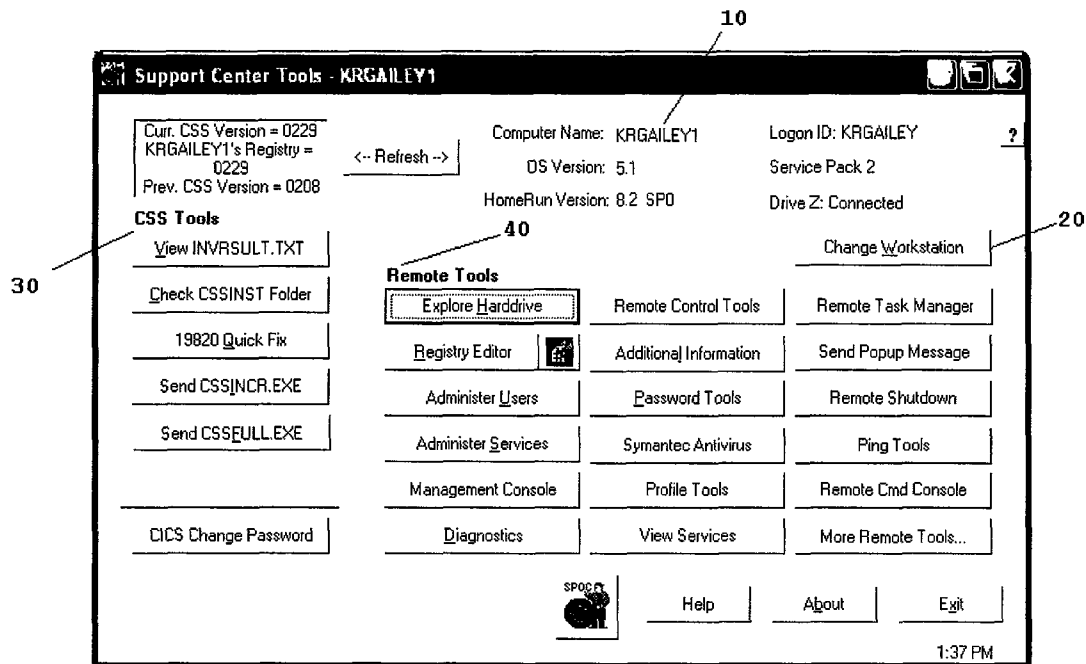 10
Support Center Tools - KRGAILEY1
Curr. CSS Version = 0229
KRGAILEY1's Registry =
0229
Prev. CSS Version = 0208
<-- Refresh -->
Computer Name: KRGAILEY1
Logon ID: KRGAILEY
?
OS Version: 5.1
Service Pack 2
HomeRun Version: 8.2 SP0
Drive Z: Connected
CSS Tools
40
20
View INVRSULT.TXT
Change Workstation
30
Remote Tools
Check CSSINST Folder
Explore Harddrive
Remote Control Tools
Remote Task Manager
19820 Quick Fix
Registry Editor
Additional Information
Send Popup Message
Send CSSINCR.EXE
Administer Users
Password Tools
Remote Shutdown
Send CSSFULL.EXE
Administer Services
Symantec Antivirus
Ping Tools
Management Console
Profile Tools
Remote Cmd Console
CICS Change Password
Diagnostics
View Services
More Remote Tools...
SPOC
Help
About
Exit
1:37 PM